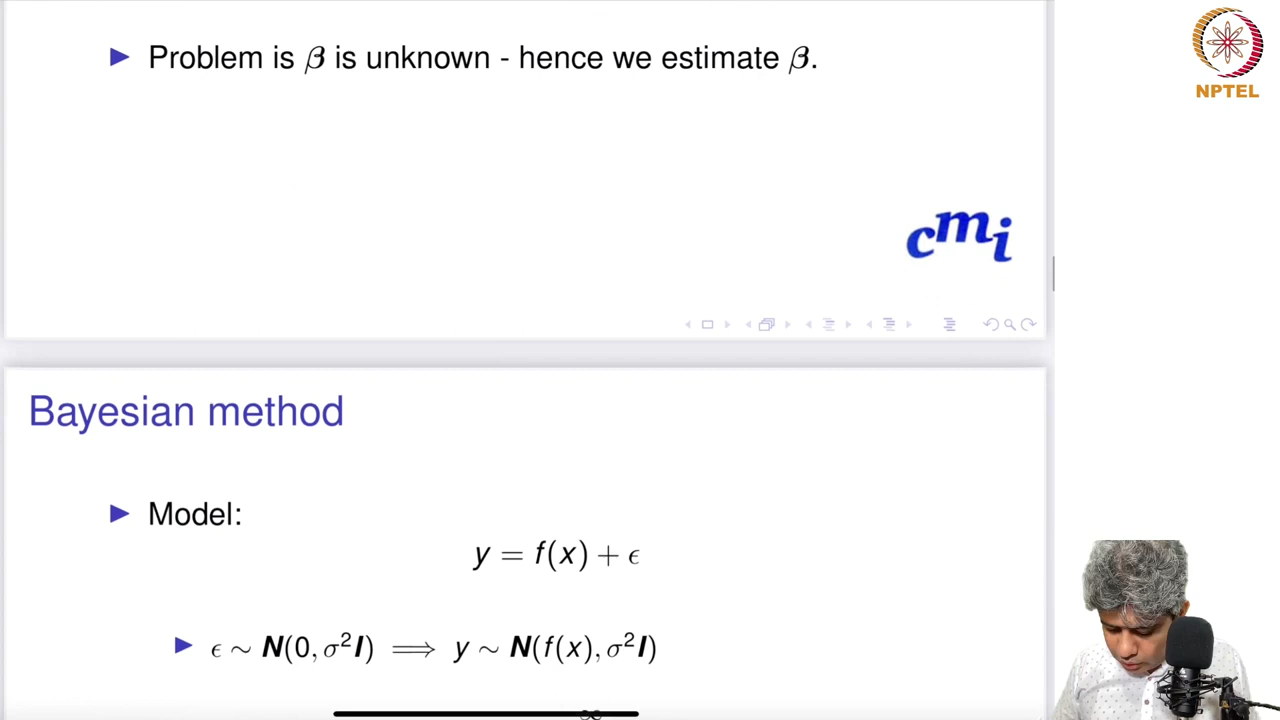 ▶ Problem is β is unknown - hence we estimate β.
NPTEL
cmi
Bayesian method
▶ Model:
y = f(x) + ϵ
▶ ϵ ∼ N(0, σ²I) ⟹ y ∼ N(f(x), σ²I)